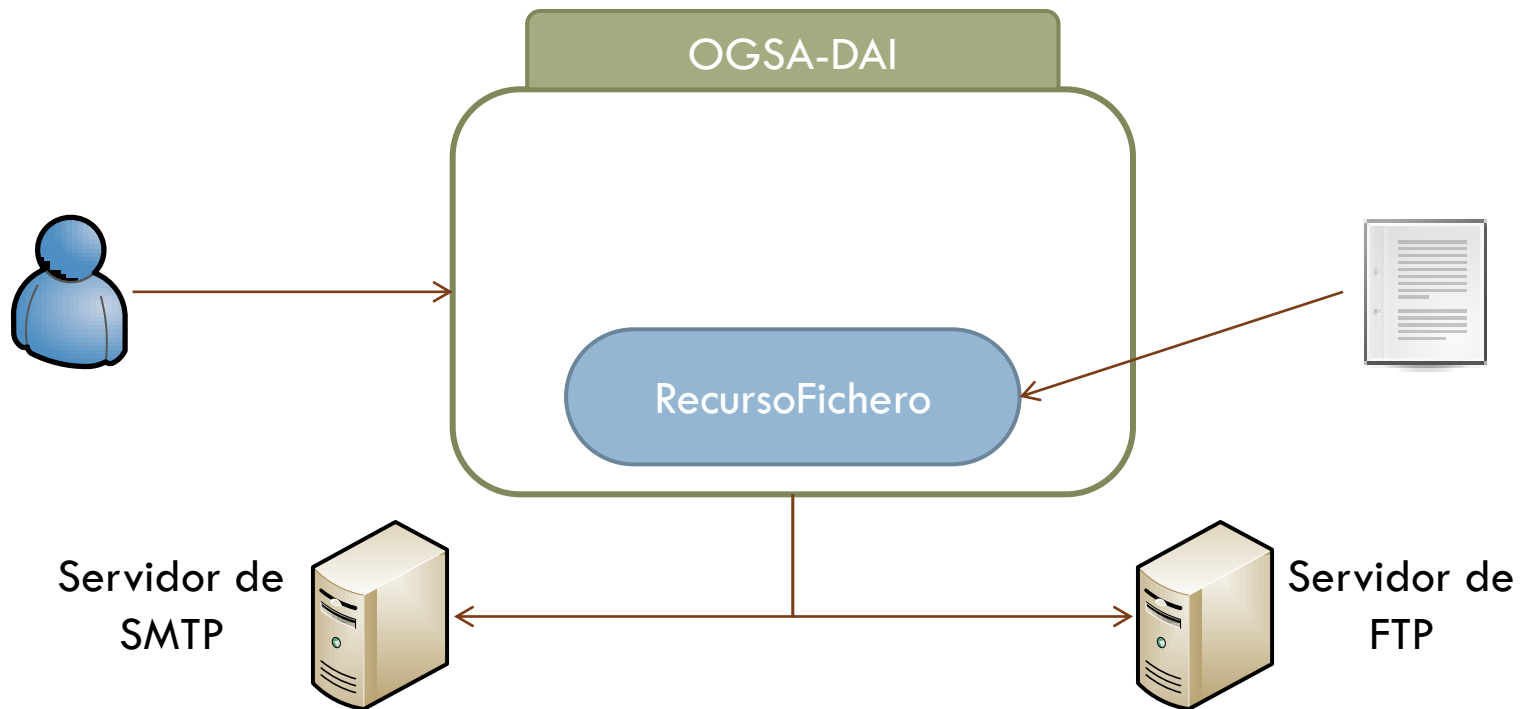 OGSA-DAI
RecursoFichero
Servidor de
SMTP
Servidor de
FTP